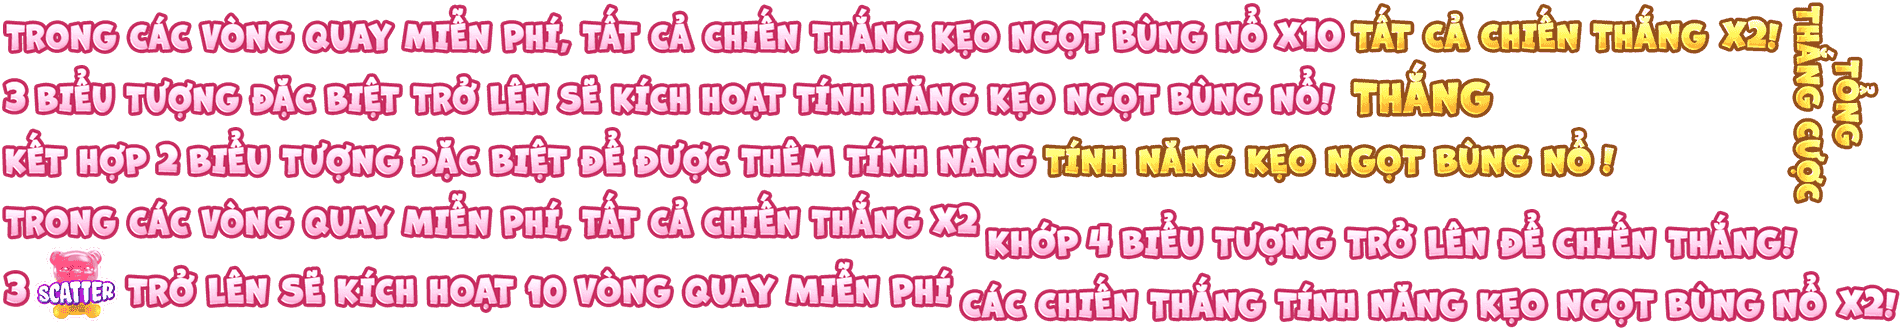 TRONG CÁC VÒNG QUAY MIỄN PHÍ, TẤT CẢ CHIẾN THẮNG KẸO NGỌT BÙNG NỔ X10
TẤT CẢ CHIẾN THẮNG X2!
3 BIỂU TƯỢNG ĐẶC BIỆT TRỞ LÊN SẼ KÍCH HOẠT TÍNH NĂNG KẸO NGỌT BÙNG NỔ!
THẮNG
KẾT HỢP 2 BIỂU TƯỢNG ĐẶC BIỆT ĐỂ ĐƯỢC THÊM TÍNH NĂNG
TÍNH NĂNG KẸO NGỌT BÙNG NỔ !
TRONG CÁC VÒNG QUAY MIỄN PHÍ, TẤT CẢ CHIẾN THẮNG X2
KHỚP 4 BIỂU TƯỢNG TRỞ LÊN ĐỂ CHIẾN THẮNG!
3 SCATTER TRỞ LÊN SẼ KÍCH HOẠT 10 VÒNG QUAY MIỄN PHÍ
CÁC CHIẾN THẮNG TÍNH NĂNG KẸO NGỌT BÙNG NỔ X2!
TỔNG
THẮNG CƯỢC